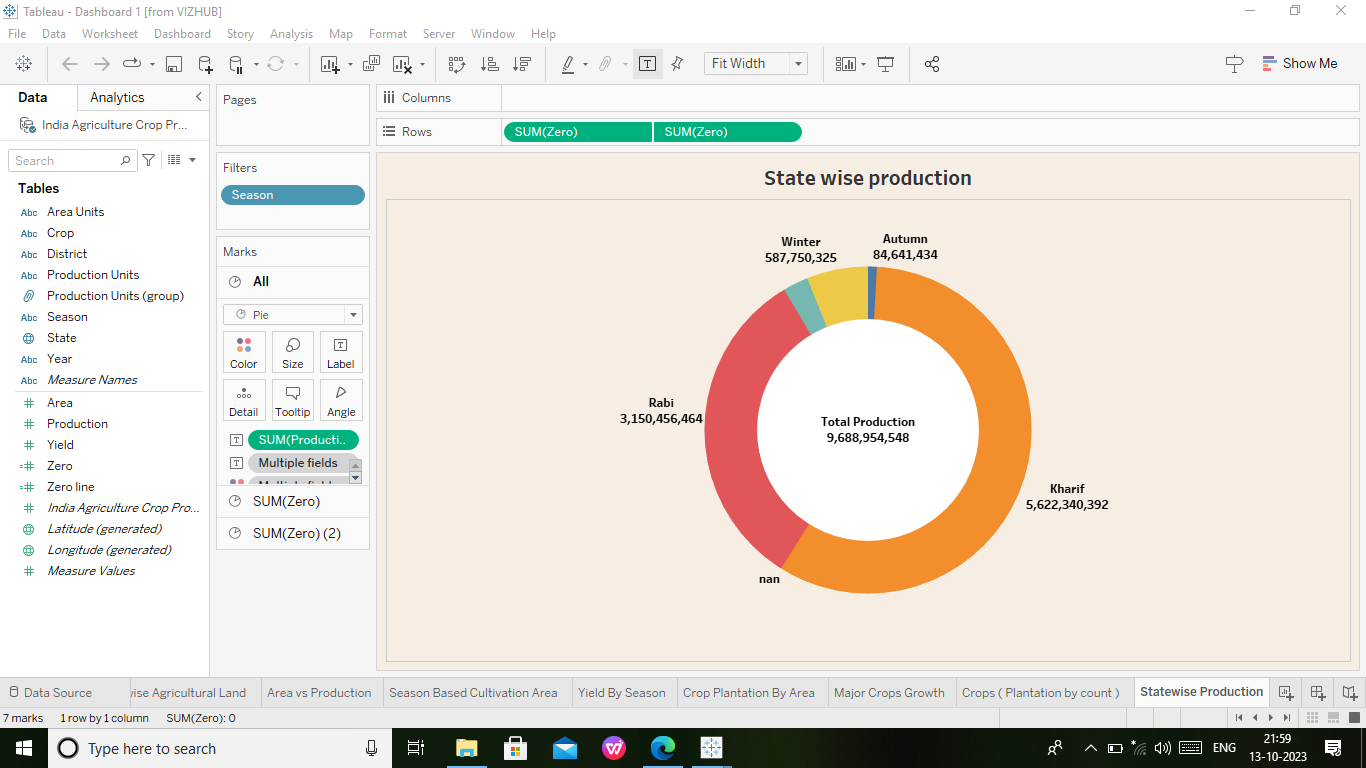 Tableau - Dashboard 1 [from VIZHUB]
File Data Worksheet Dashboard Story Analysis Map Format Server Window Help
Fit Width
Show Me
Data Analytics
India Agriculture Crop Pr...
Search
Tables
Abc Area Units
Abc Crop
Abc District
Abc Production Units
Production Units (group)
Abc Season
State
Abc Year
Abc Measure Names
# Area
# Production
# Yield
=# Zero
=# Zero line
# India Agriculture Crop Pro...
Latitude (generated)
Longitude (generated)
# Measure Values
Pages
Filters
Season
Marks
All
Pie
Color Size Label
Detail Tooltip Angle
SUM(Producti..
Multiple fields
SUM(Zero)
SUM(Zero) (2)
Columns
Rows SUM(Zero) SUM(Zero)
State wise production
Winter
587,750,325
Autumn
84,641,434
Rabi
3,150,456,464
Total Production
9,688,954,548
Kharif
5,622,340,392
nan
Data Source wise Agricultural Land Area vs Production Season Based Cultivation Area Yield By Season Crop Plantation By Area Major Crops Growth Crops ( Plantation by count ) Statewise Production
7 marks 1 row by 1 column SUM(Zero): 0
Type here to search
ENG
21:59
13-10-2023